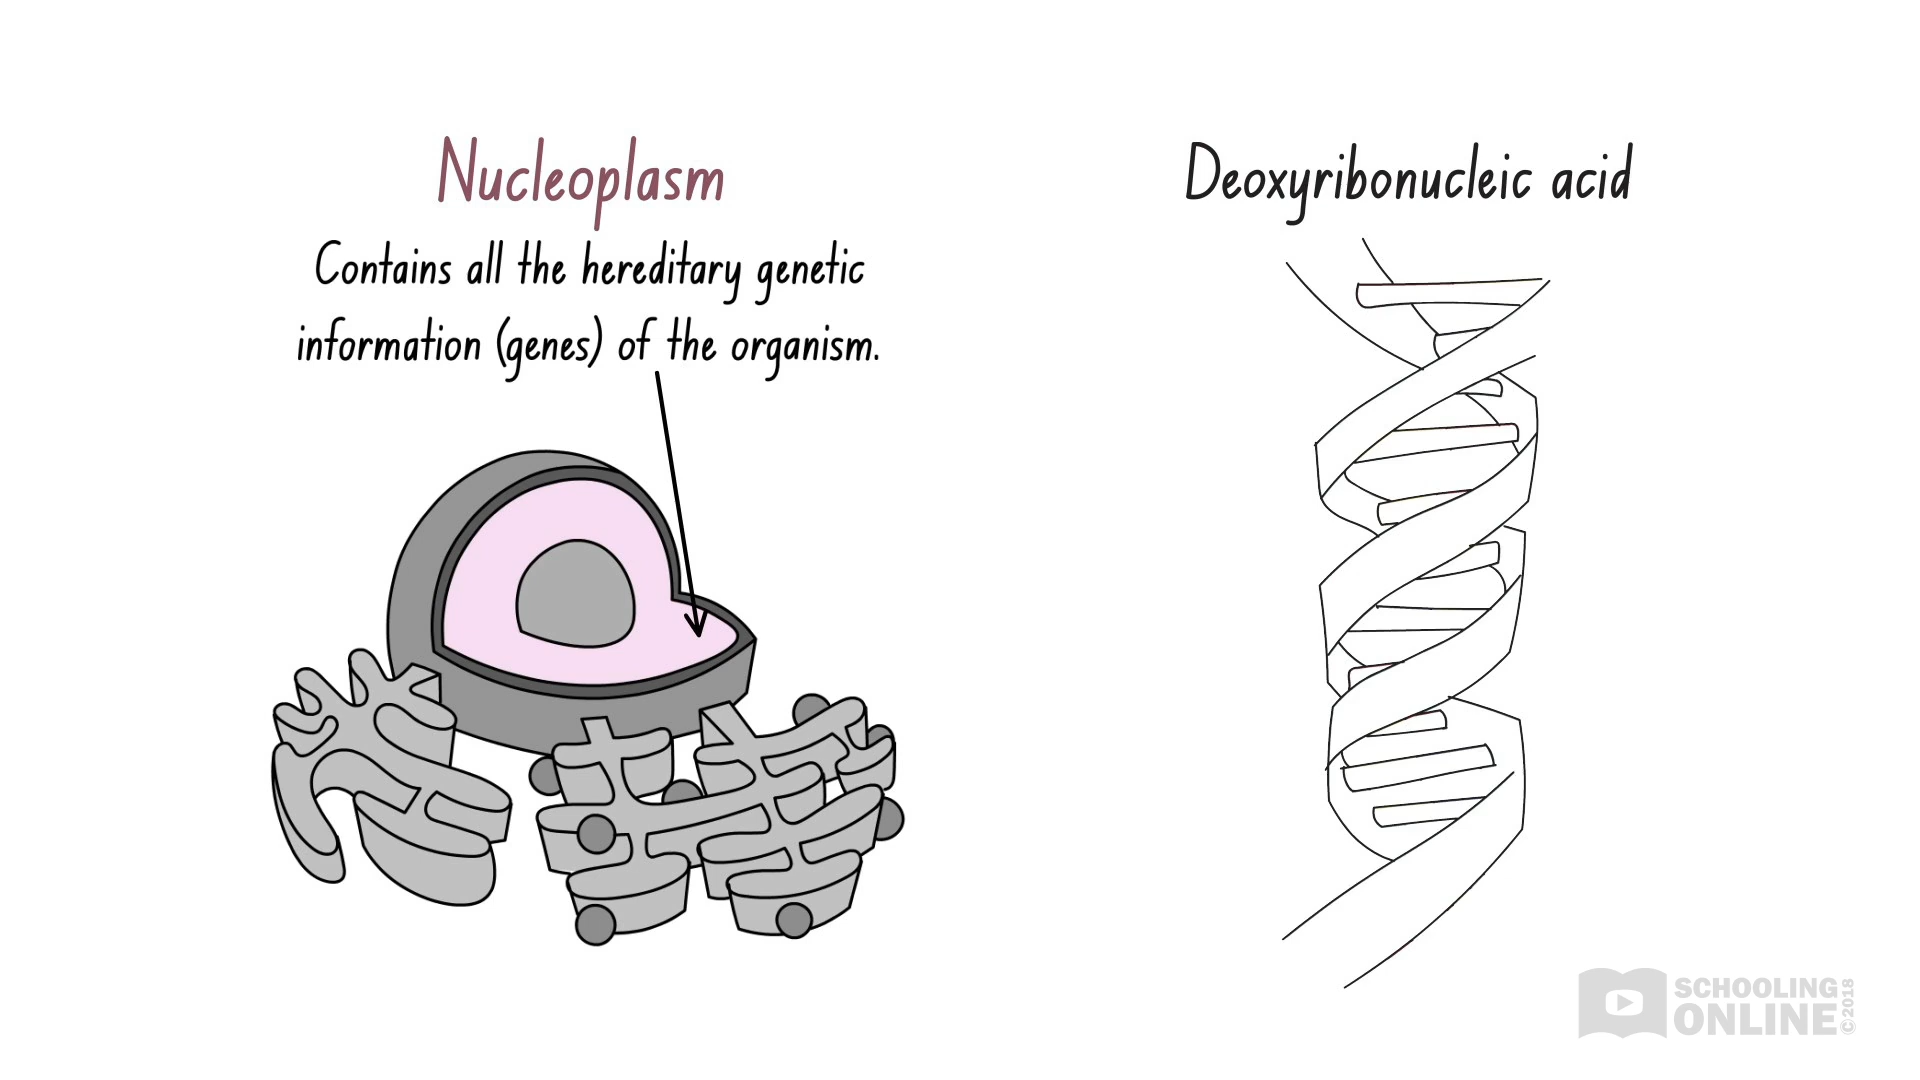 Nucleoplasm
Contains all the hereditary genetic
information (genes) of the organism.
Deoxyribonucleic acid
SCHOOLING
ONLINE
©2018